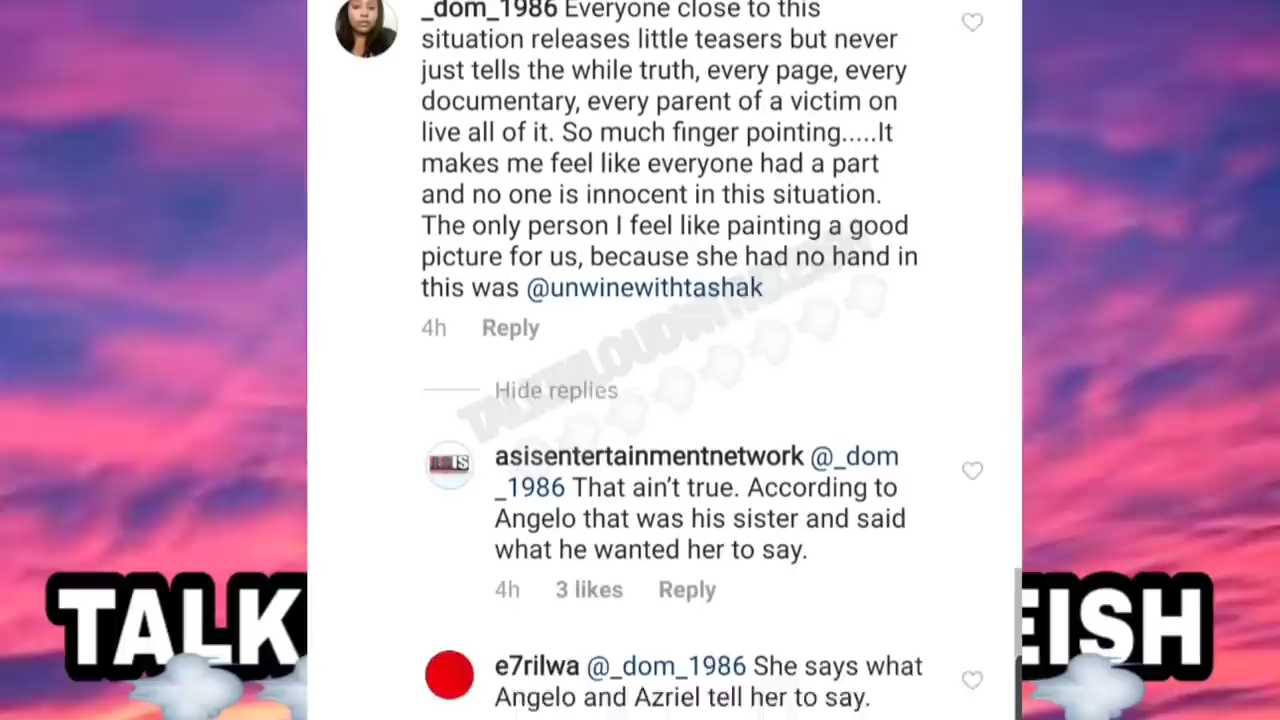 _dom_1986 Everyone close to this
situation releases little teasers but never
just tells the while truth, every page, every
documentary, every parent of a victim on
live all of it. So much finger pointing.....It
makes me feel like everyone had a part
and no one is innocent in this situation.
The only person I feel like painting a good
picture for us, because she had no hand in
this was @unwinewithtashak
4h Reply
Hide replies
asisentertainmentnetwork @_dom
_1986 That ain't true. According to
Angelo that was his sister and said
what he wanted her to say.
4h 3 likes Reply
TALK
EISH
e7rilwa @_dom_1986 She says what
Angelo and Azriel tell her to say.